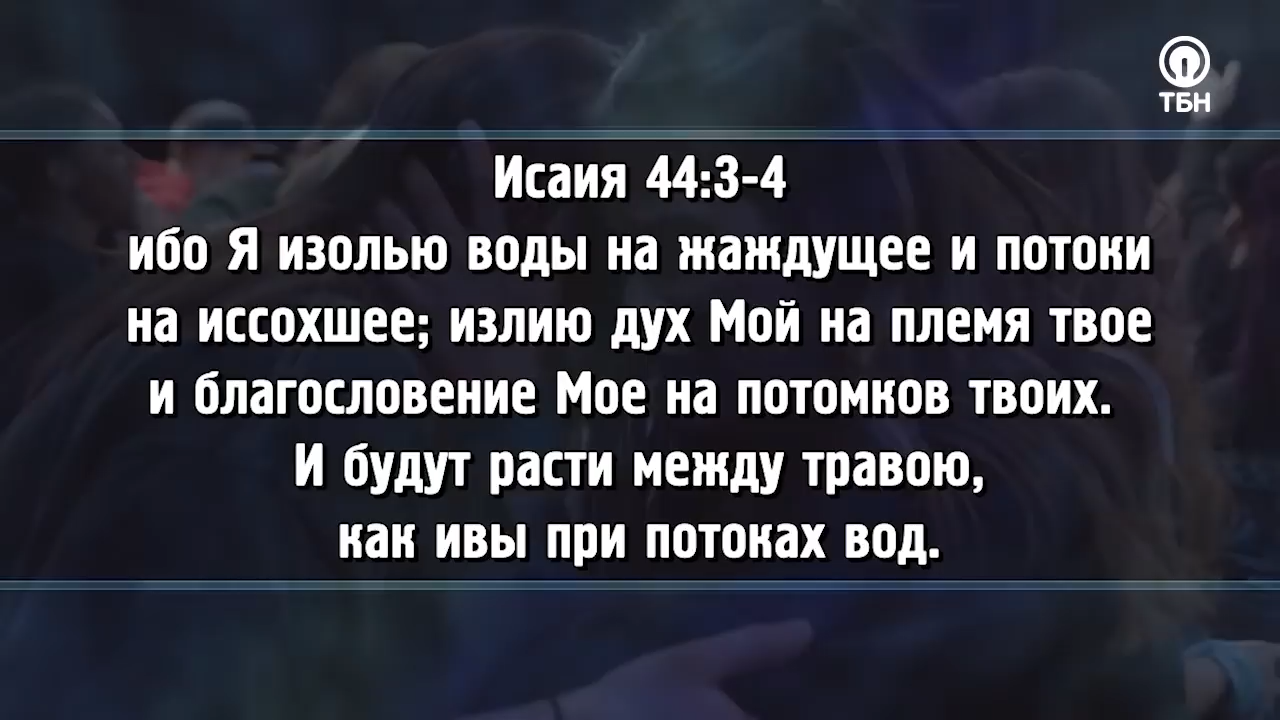 ТБН
Исаия 44:3-4
ибо Я изолью воды на жаждущее и потоки
на иссохшее; излию дух Мой на племя твое
и благословение Мое на потомков твоих.
И будут расти между травою,
как ивы при потоках вод.